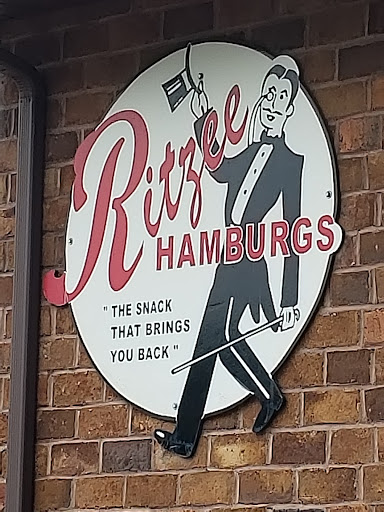 Ritzee
HAMBURGS
" THE SNACK
THAT BRINGS
YOU BACK "